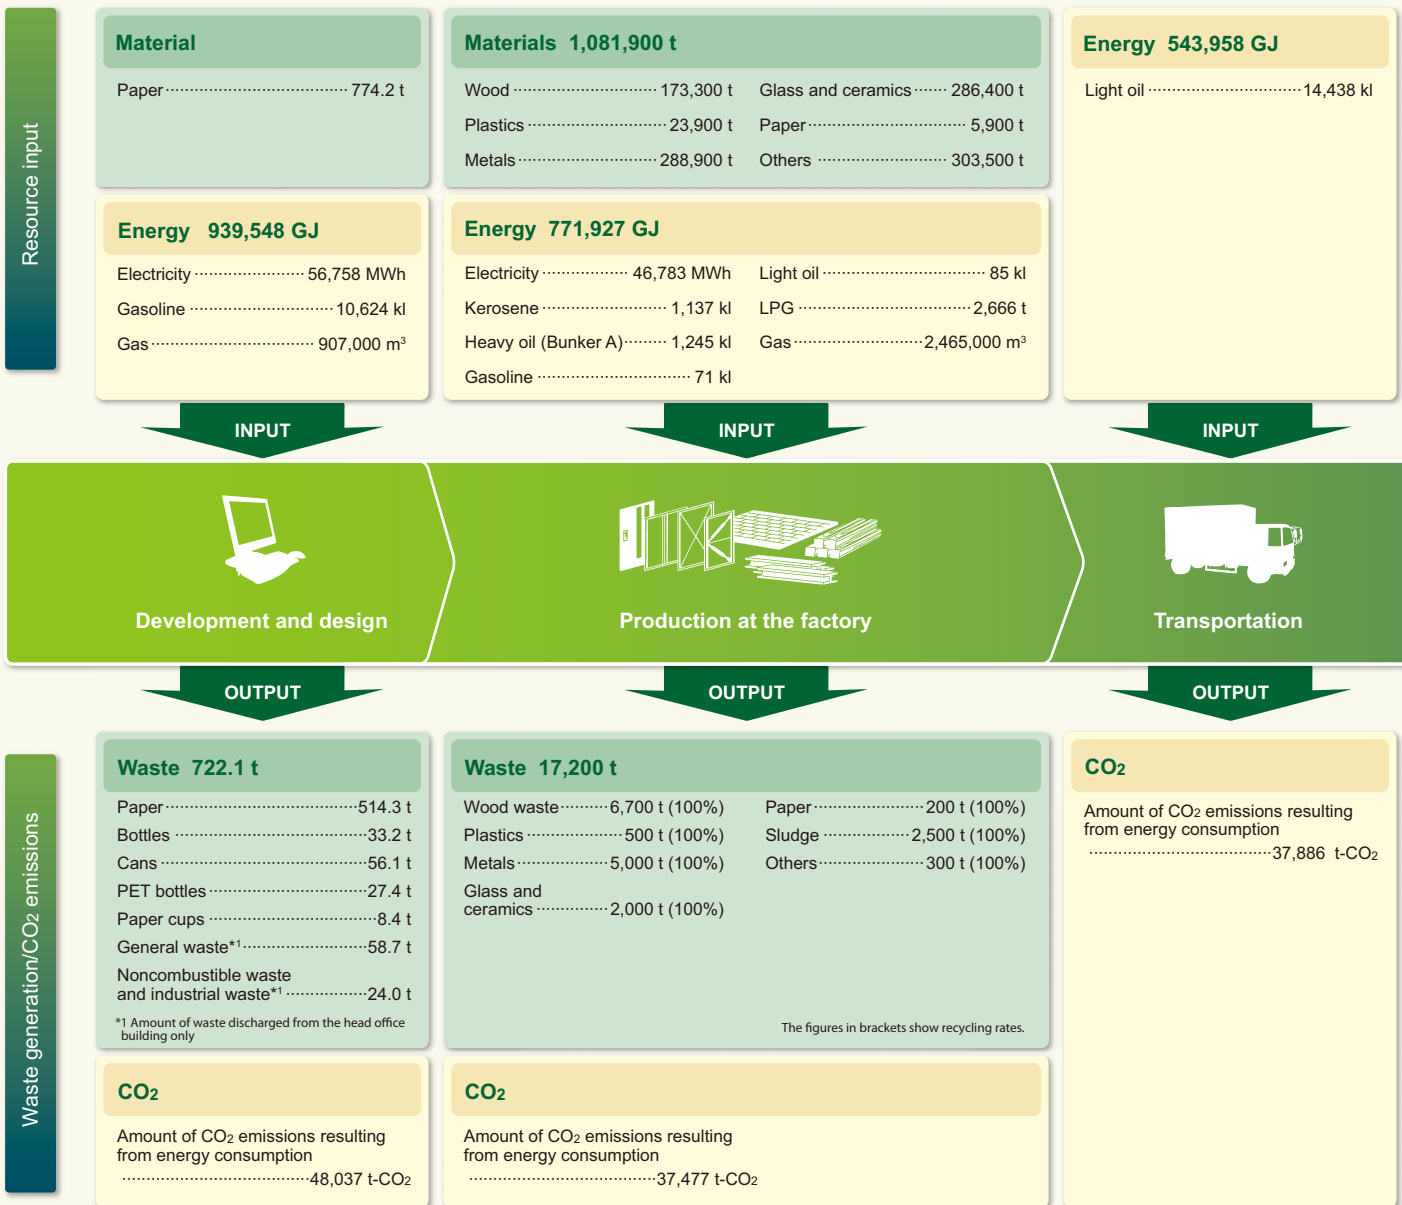 Resource input
Material
Paper 774.2 t
Energy 939,548 GJ
Electricity 56,758 MWh
Gasoline 10,624 kl
Gas 907,000 m³
Materials 1,081,900 t
Wood 173,300 t
Plastics 23,900 t
Metals 288,900 t
Glass and ceramics 286,400 t
Paper 5,900 t
Others 303,500 t
Energy 771,927 GJ
Electricity 46,783 MWh
Kerosene 1,137 kl
Heavy oil (Bunker A) 1,245 kl
Gasoline 71 kl
Light oil 85 kl
LPG 2,666 t
Gas 2,465,000 m³
Energy 543,958 GJ
Light oil 14,438 kl
INPUT
INPUT
INPUT
Development and design
Production at the factory
Transportation
OUTPUT
OUTPUT
OUTPUT
Waste generation/CO2 emissions
Waste 722.1 t
Paper 514.3 t
Bottles 33.2 t
Cans 56.1 t
PET bottles 27.4 t
Paper cups 8.4 t
General waste*1 58.7 t
Noncombustible waste
and industrial waste*1 24.0 t
*1 Amount of waste discharged from the head office
building only
CO2
Amount of CO2 emissions resulting
from energy consumption
48,037 t-CO2
Waste 17,200 t
Wood waste 6,700 t (100%)
Plastics 500 t (100%)
Metals 5,000 t (100%)
Glass and
ceramics 2,000 t (100%)
Paper 200 t (100%)
Sludge 2,500 t (100%)
Others 300 t (100%)
The figures in brackets show recycling rates.
CO2
Amount of CO2 emissions resulting
from energy consumption
37,477 t-CO2
CO2
Amount of CO2 emissions resulting
from energy consumption
37,886 t-CO2